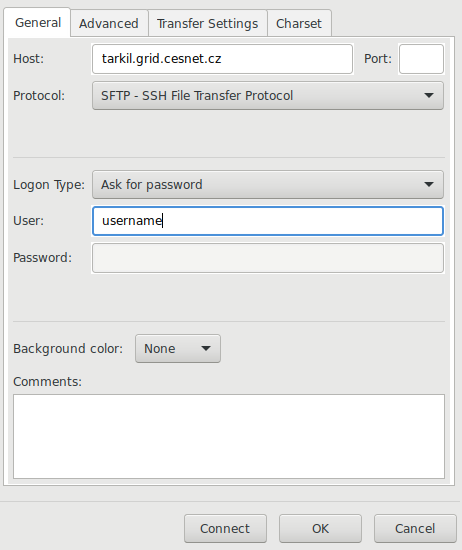 General Advanced Transfer Settings Charset
Host: tarkil.grid.cesnet.cz Port:
Protocol: SFTP - SSH File Transfer Protocol
Logon Type: Ask for password
User: username
Password:
Background color: None
Comments:
Connect OK Cancel